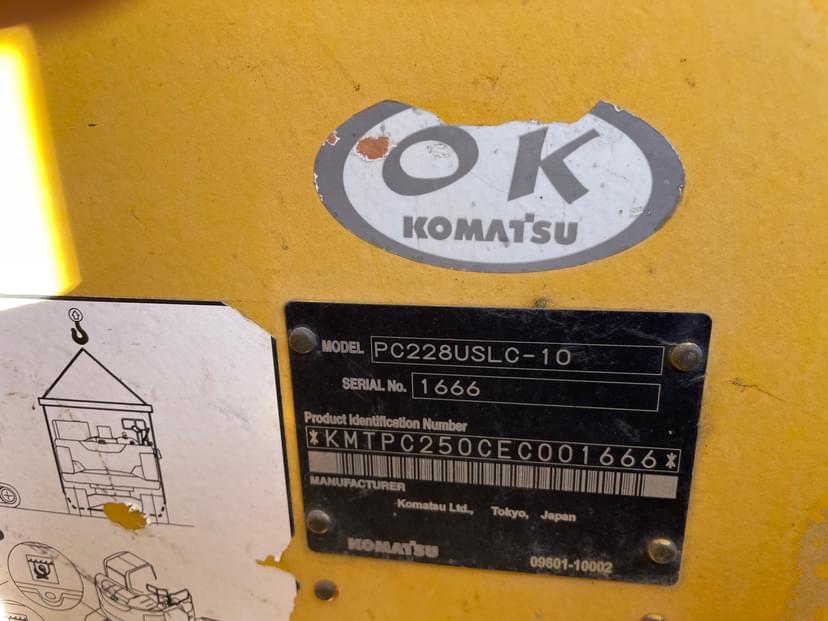 OK
KOMATSU
MODEL PC228USLC-10
SERIAL No. 1666
Product Identification Number
*KMTPC250CEC001666*
MANUFACTURER
Komatsu Ltd., Tokyo, Japan
KOMATSU
09601-10002